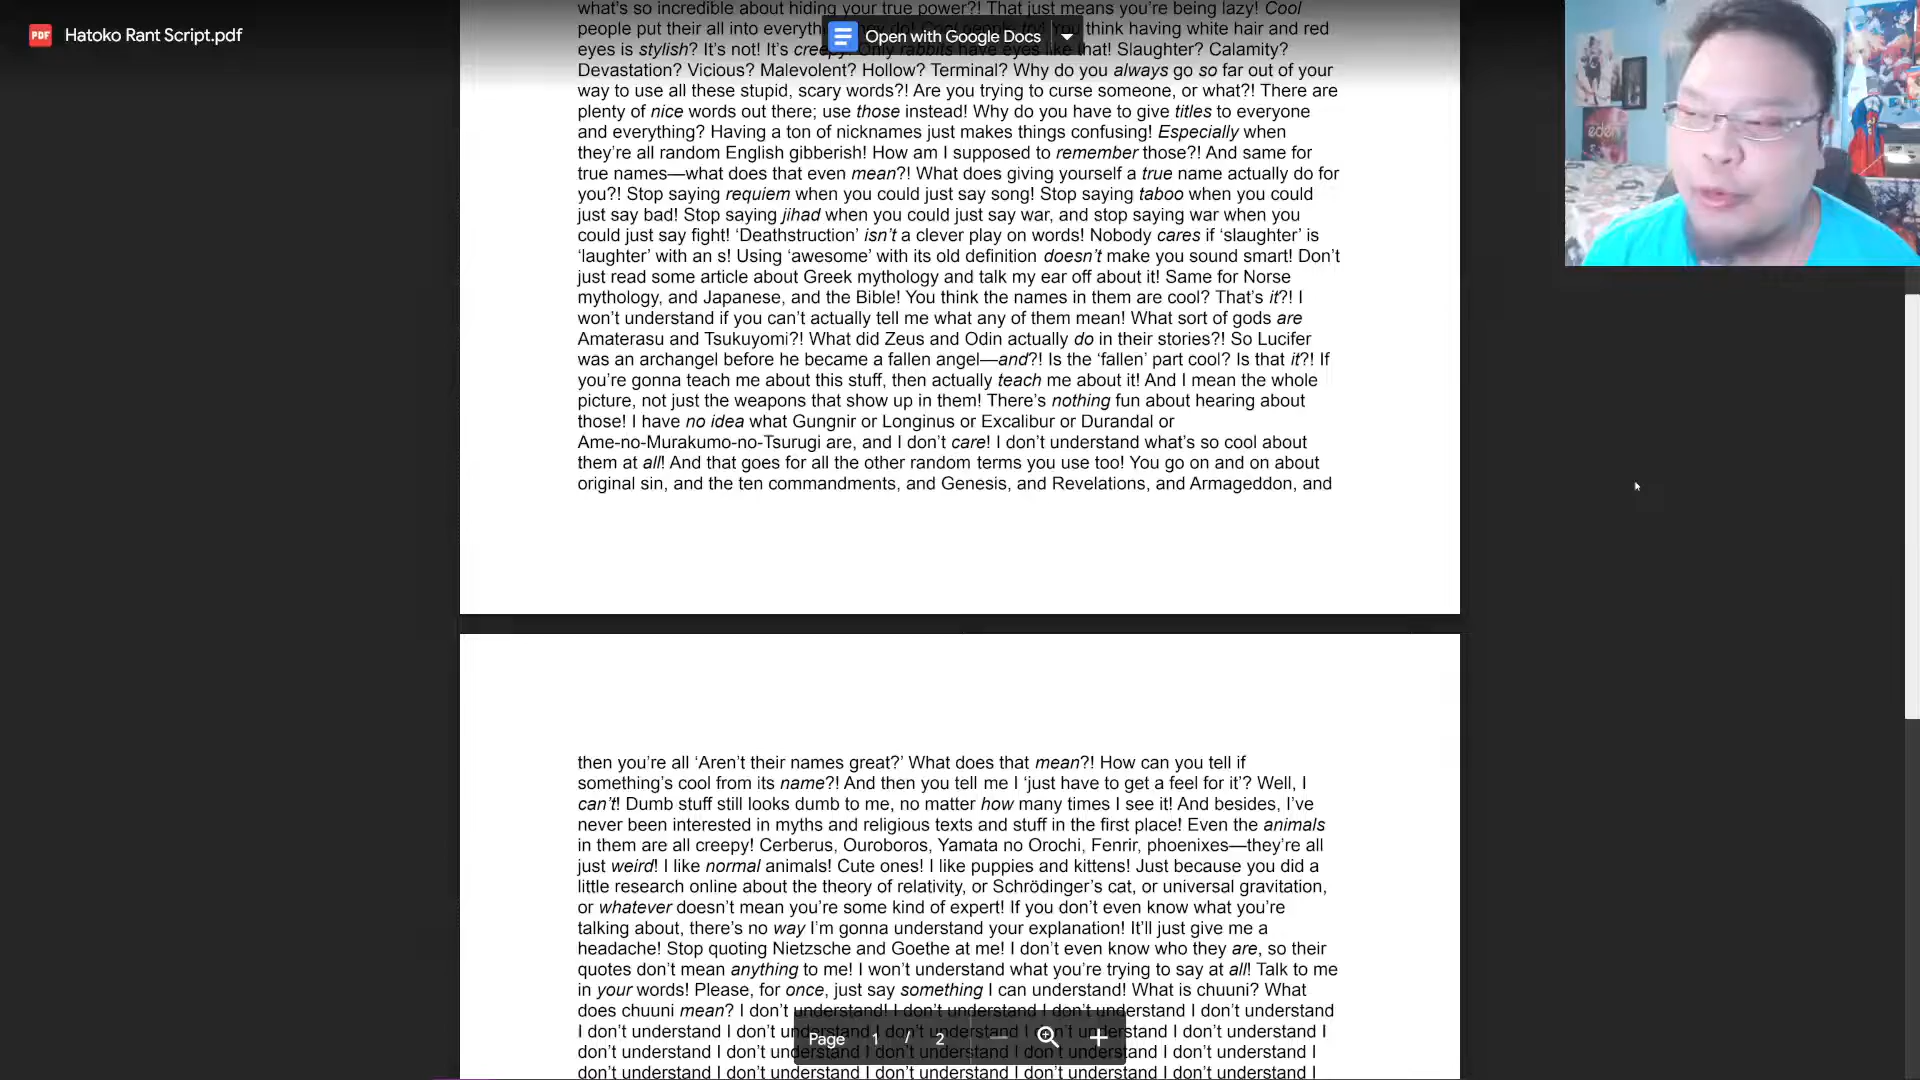 Hatoko Rant Script.pdf
PDF
Open with Google Docs
what's so incredible about hiding your true power?! That just means you're being lazy! Cool
people put their all into everything they do! Cool people try! You think having white hair and red
eyes is stylish? It's not! It's creepy! Only rabbits have eyes like that! Slaughter? Calamity?
Devastation? Vicious? Malevolent? Hollow? Terminal? Why do you always go so far out of your
way to use all these stupid, scary words?! Are you trying to curse someone, or what?! There are
plenty of nice words out there; use those instead! Why do you have to give titles to everyone
and everything? Having a ton of nicknames just makes things confusing! Especially when
they're all random English gibberish! How am I supposed to remember those?! And same for
true names—what does that even mean?! What does giving yourself a true name actually do for
you?! Stop saying requiem when you could just say song! Stop saying taboo when you could
just say bad! Stop saying jihad when you could just say war, and stop saying war when you
could just say fight! 'Deathstruction' isn't a clever play on words! Nobody cares if 'slaughter' is
'laughter' with an s! Using 'awesome' with its old definition doesn't make you sound smart! Don't
just read some article about Greek mythology and talk my ear off about it! Same for Norse
mythology, and Japanese, and the Bible! You think the names in them are cool? That's it?! I
won't understand if you can't actually tell me what any of them mean! What sort of gods are
Amaterasu and Tsukuyomi?! What did Zeus and Odin actually do in their stories?! So Lucifer
was an archangel before he became a fallen angel—and?! Is the 'fallen' part cool? Is that it?! If
you're gonna teach me about this stuff, then actually teach me about it! And I mean the whole
picture, not just the weapons that show up in them! There's nothing fun about hearing about
those! I have no idea what Gungnir or Longinus or Excalibur or Durandal or
Ame-no-Murakumo-no-Tsurugi are, and I don't care! I don't understand what's so cool about
them at all! And that goes for all the other random terms you use too! You go on and on about
original sin, and the ten commandments, and Genesis, and Revelations, and Armageddon, and
then you're all 'Aren't their names great?' What does that mean?! How can you tell if
something's cool from its name?! And then you tell me I 'just have to get a feel for it'? Well, I
can't! Dumb stuff still looks dumb to me, no matter how many times I see it! And besides, I've
never been interested in myths and religious texts and stuff in the first place! Even the animals
in them are all creepy! Cerberus, Ouroboros, Yamata no Orochi, Fenrir, phoenixes—they're all
just weird! I like normal animals! Cute ones! I like puppies and kittens! Just because you did a
little research online about the theory of relativity, or Schrödinger's cat, or universal gravitation,
or whatever doesn't mean you're some kind of expert! If you don't even know what you're
talking about, there's no way I'm gonna understand your explanation! It'll just give me a
headache! Stop quoting Nietzsche and Goethe at me! I don't even know who they are, so their
quotes don't mean anything to me! I won't understand what you're trying to say at all! Talk to me
in your words! Please, for once, just say something I can understand! What is chuuni? What
does chuuni mean? I don't understand! I don't understand I don't understand I don't understand
I don't understand I don't understand I don't understand I don't understand I don't understand I
don't understand I don't understand I don't understand I don't understand I don't understand I
don't understand I don't understand I don't understand I don't understand I don't understand I
Page 1 / 2
eden